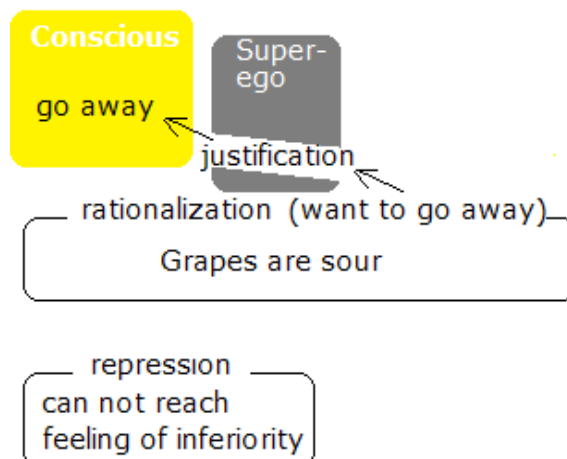 Conscious
Super-
ego
go away
justification
rationalization (want to go away)
Grapes are sour
repression
can not reach
feeling of inferiority